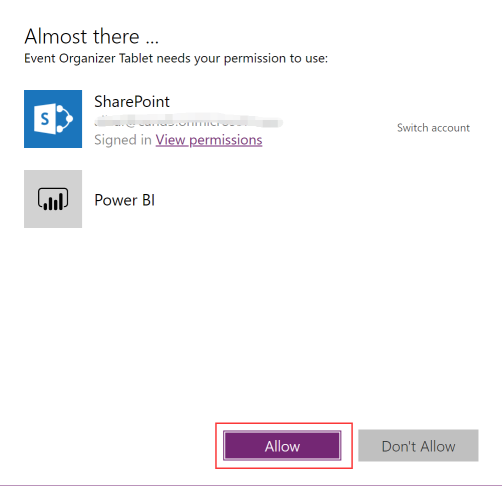 Almost there ...
Event Organizer Tablet needs your permission to use:
SharePoint
Switch account
Signed in View permissions
Power BI
Allow
Don't Allow